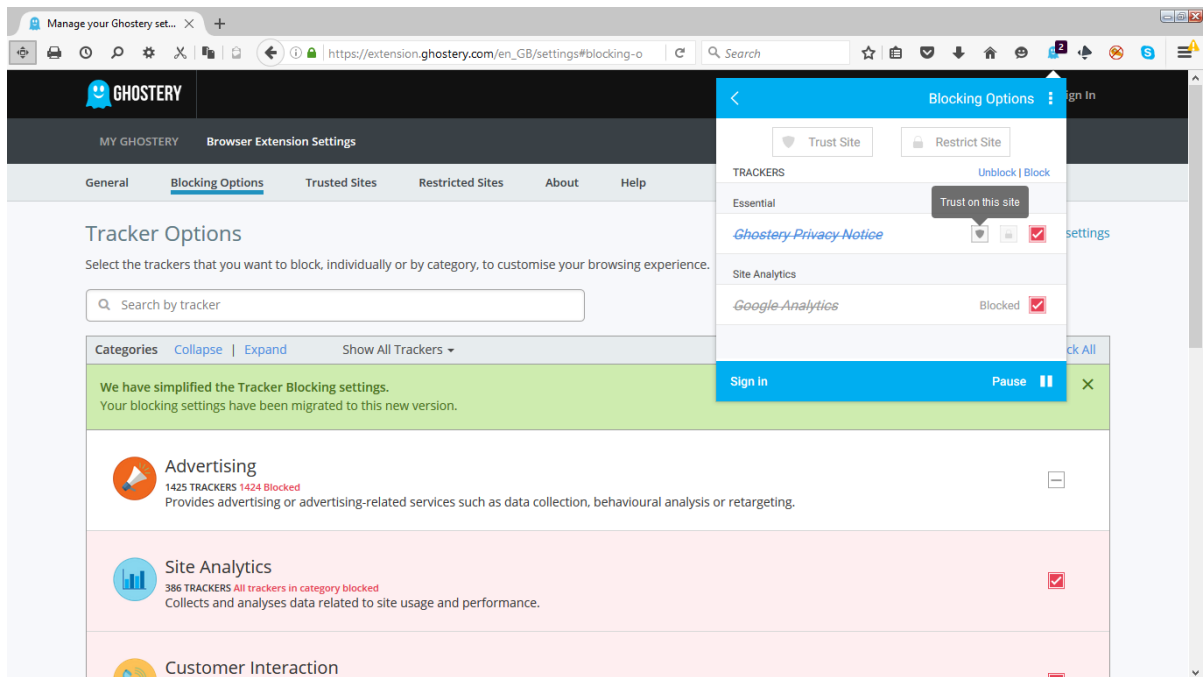 Manage your Ghostery set...
https://extension.ghostery.com/en_GB/settings#blocking-o
Search
2
GHOSTERY
ign In
MY GHOSTERY Browser Extension Settings
General Blocking Options Trusted Sites Restricted Sites About Help
Tracker Options
settings
Select the trackers that you want to block, individually or by category, to customise your browsing experience.
Search by tracker
Categories Collapse | Expand Show All Trackers
ck All
We have simplified the Tracker Blocking settings.
Your blocking settings have been migrated to this new version.
Advertising
1425 TRACKERS 1424 Blocked
Provides advertising or advertising-related services such as data collection, behavioural analysis or retargeting.
Site Analytics
386 TRACKERS All trackers in category blocked
Collects and analyses data related to site usage and performance.
Customer Interaction
Blocking Options
Trust Site Restrict Site
TRACKERS Unblock | Block
Essential
Trust on this site
Ghostery Privacy Notice
Site Analytics
Google Analytics Blocked
Sign in Pause